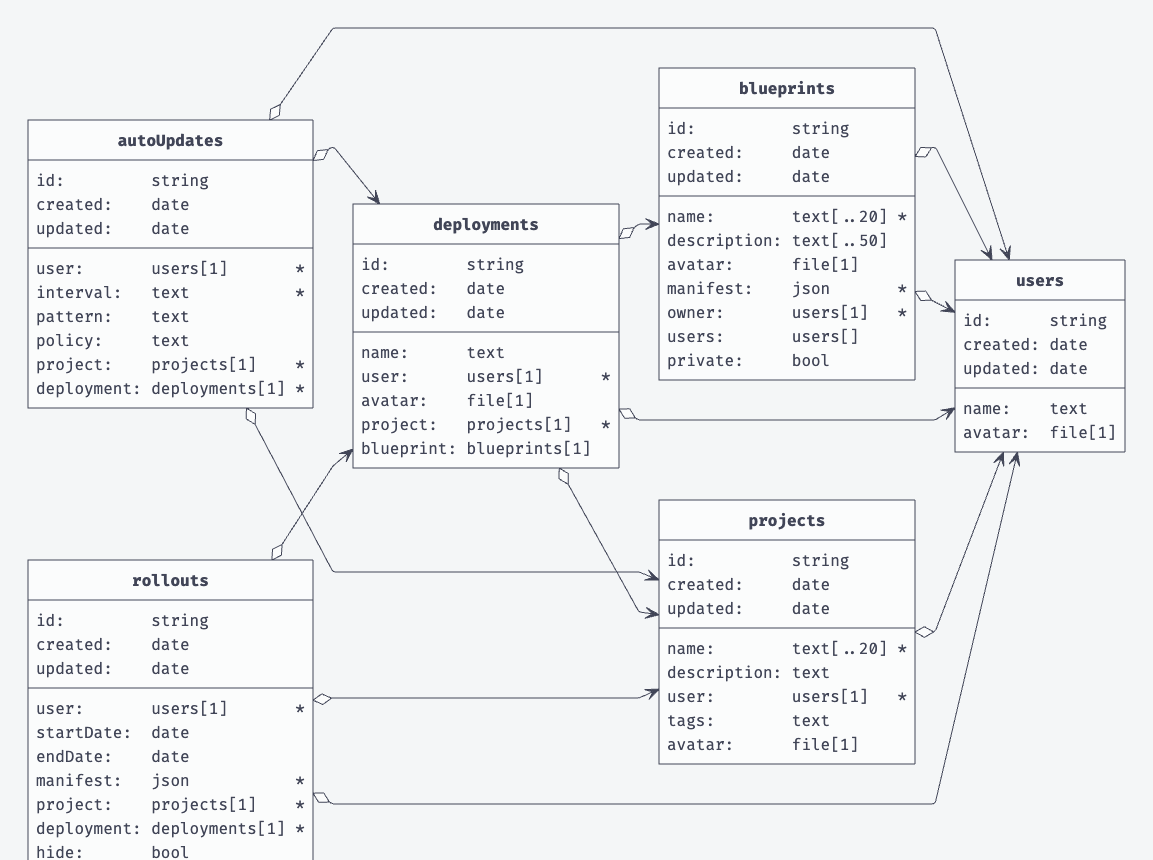 autoUpdates
id: string
created: date
updated: date
user: users[1] *
interval: text *
pattern: text
policy: text
project: projects[1] *
deployment: deployments[1] *
deployments
id: string
created: date
updated: date
name: text
user: users[1] *
avatar: file[1]
project: projects[1] *
blueprint: blueprints[1]
blueprints
id: string
created: date
updated: date
name: text[..20] *
description: text[..50]
avatar: file[1]
manifest: json *
owner: users[1] *
users: users[]
private: bool
users
id: string
created: date
updated: date
name: text
avatar: file[1]
rollouts
id: string
created: date
updated: date
user: users[1] *
startDate: date
endDate: date
manifest: json *
project: projects[1] *
deployment: deployments[1] *
hide: bool
projects
id: string
created: date
updated: date
name: text[..20] *
description: text
user: users[1] *
tags: text
avatar: file[1]